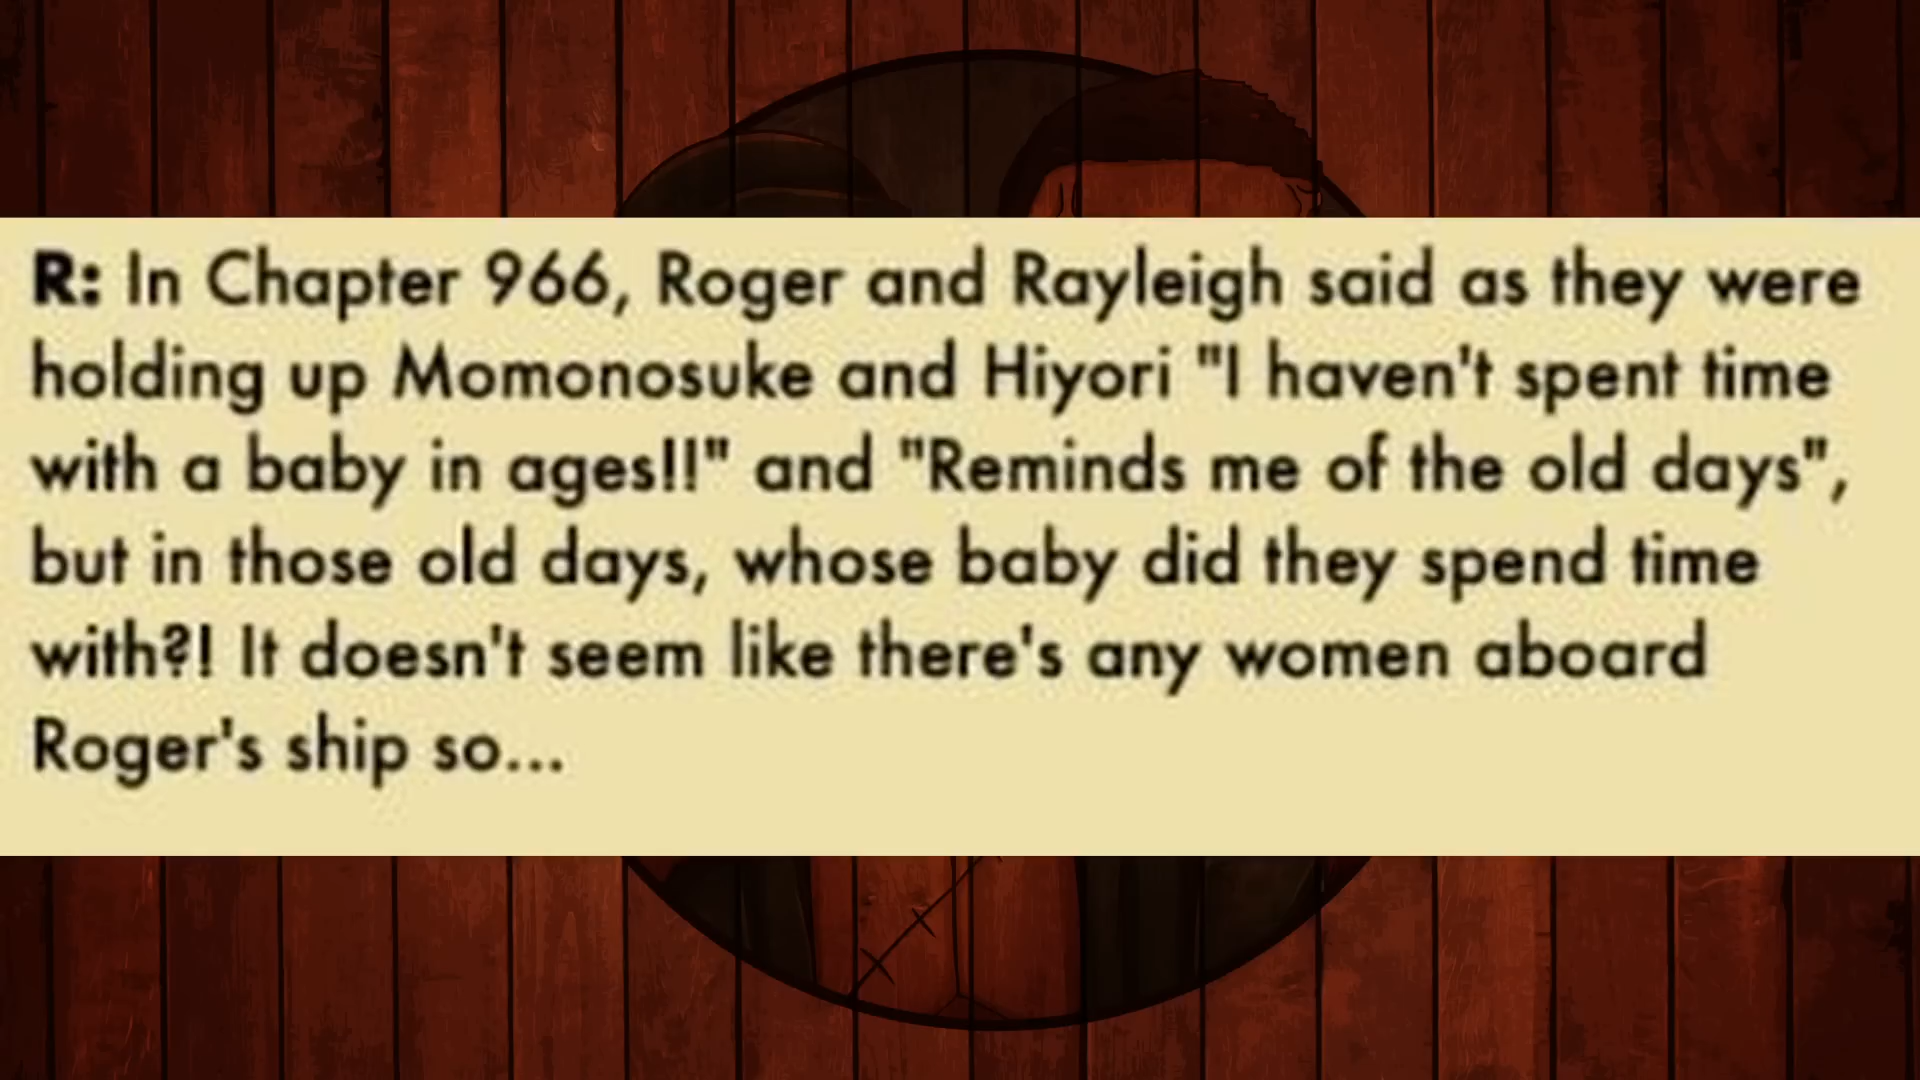 R: In Chapter 966, Roger and Rayleigh said as they were
holding up Momonosuke and Hiyori "I haven't spent time
with a baby in ages!!" and "Reminds me of the old days",
but in those old days, whose baby did they spend time
with?! It doesn't seem like there's any women aboard
Roger's ship so...